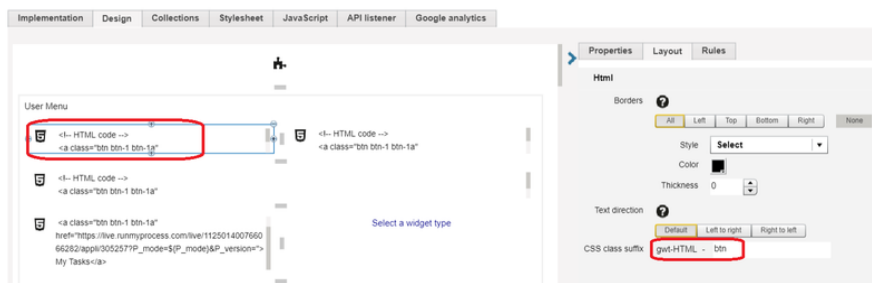 Implementation Design Collections Stylesheet JavaScript API listener Google analytics
Properties Layout Rules
Html
User Menu
<!-- HTML code -->
<a class="btn btn-1 btn-1a"
<!-- HTML code -->
<a class="btn btn-1 btn-1a"
<!-- HTML code -->
<a class="btn btn-1 btn-1a"
<a class="btn btn-1 btn-1a"
href="https://live.runmyprocess.com/live/1125014007660
66282/appli/305257?P_mode=${P_mode}&P_version=">
My Tasks</a>
Select a widget type
Borders ?
All Left Top Bottom Right None
Style Select
Color
Thickness 0
Text direction ?
Default Left to right Right to left
CSS class suffix gwt-HTML - btn